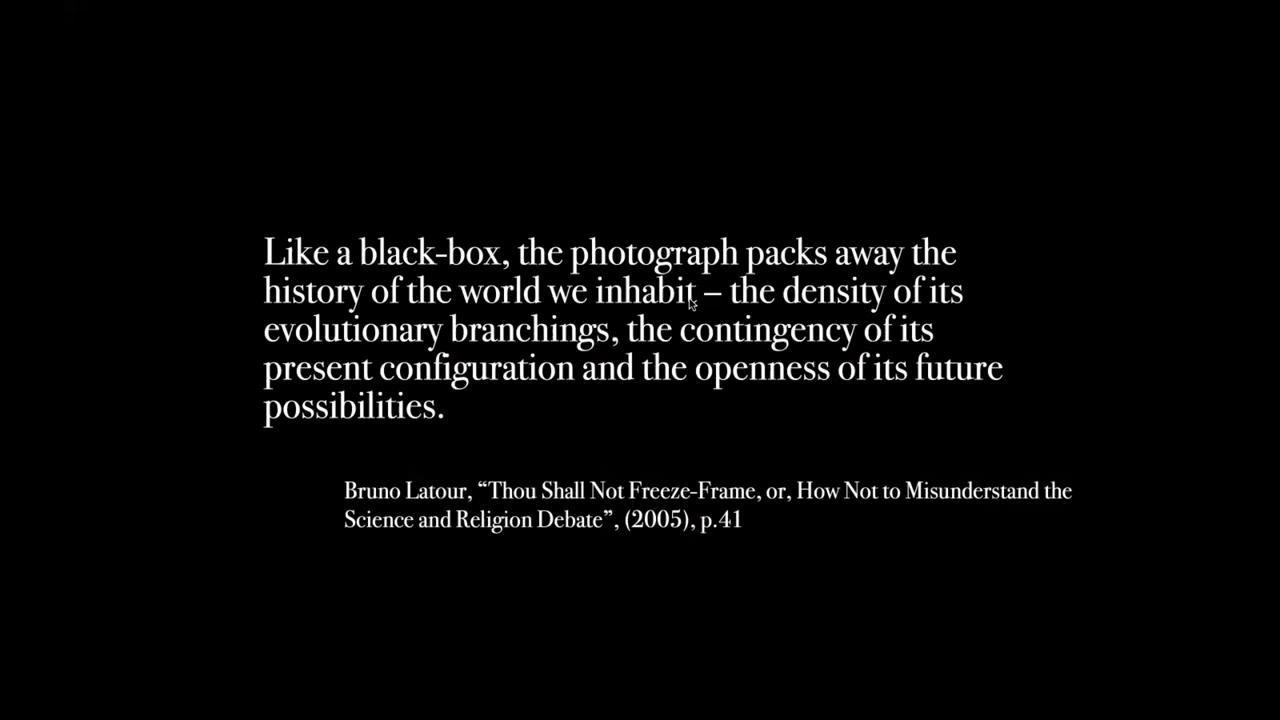 Like a black-box, the photograph packs away the
history of the world we inhabit – the density of its
evolutionary branchings, the contingency of its
present configuration and the openness of its future
possibilities.
Bruno Latour, “Thou Shall Not Freeze-Frame, or, How Not to Misunderstand the
Science and Religion Debate”, (2005), p.41